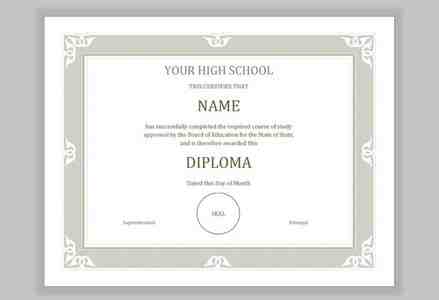 YOUR HIGH SCHOOL
THIS CERTIFIES THAT
NAME
has successfully completed the required course of study
approved by the Board of Education for the State of State,
and is therefore awarded this
DIPLOMA
Dated this Day of Month
SEAL
Superintendent
Principal